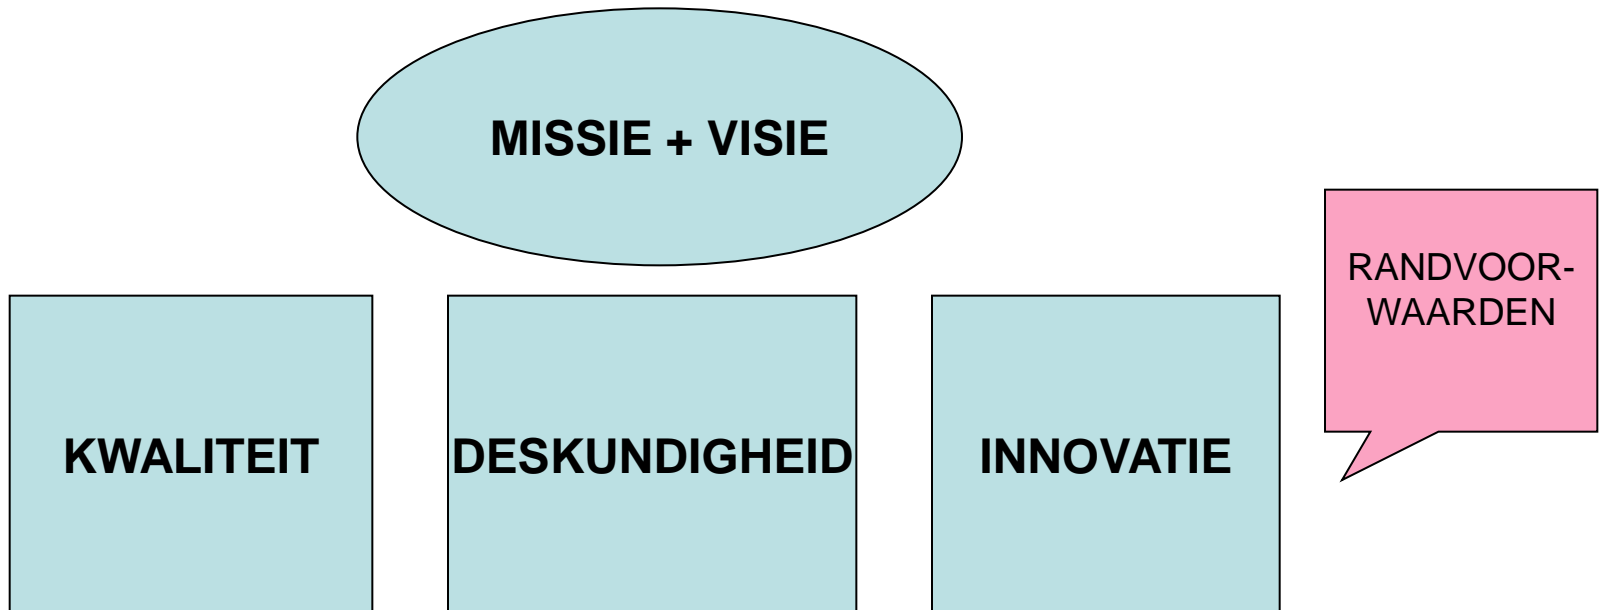 MISSIE + VISIE
RANDVOOR-
WAARDEN
KWALITEIT
DESKUNDIGHEID
INNOVATIE